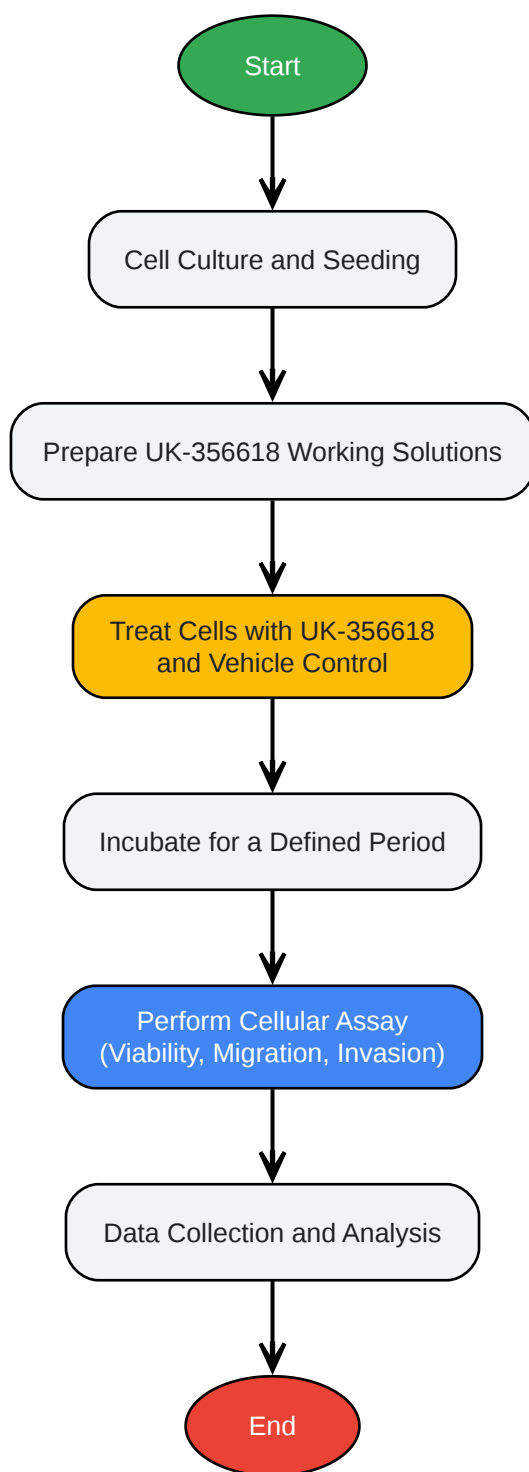 Start
Cell Culture and Seeding
Prepare UK-356618 Working Solutions
Treat Cells with UK-356618
and Vehicle Control
Incubate for a Defined Period
Perform Cellular Assay
(Viability, Migration, Invasion)
Data Collection and Analysis
End